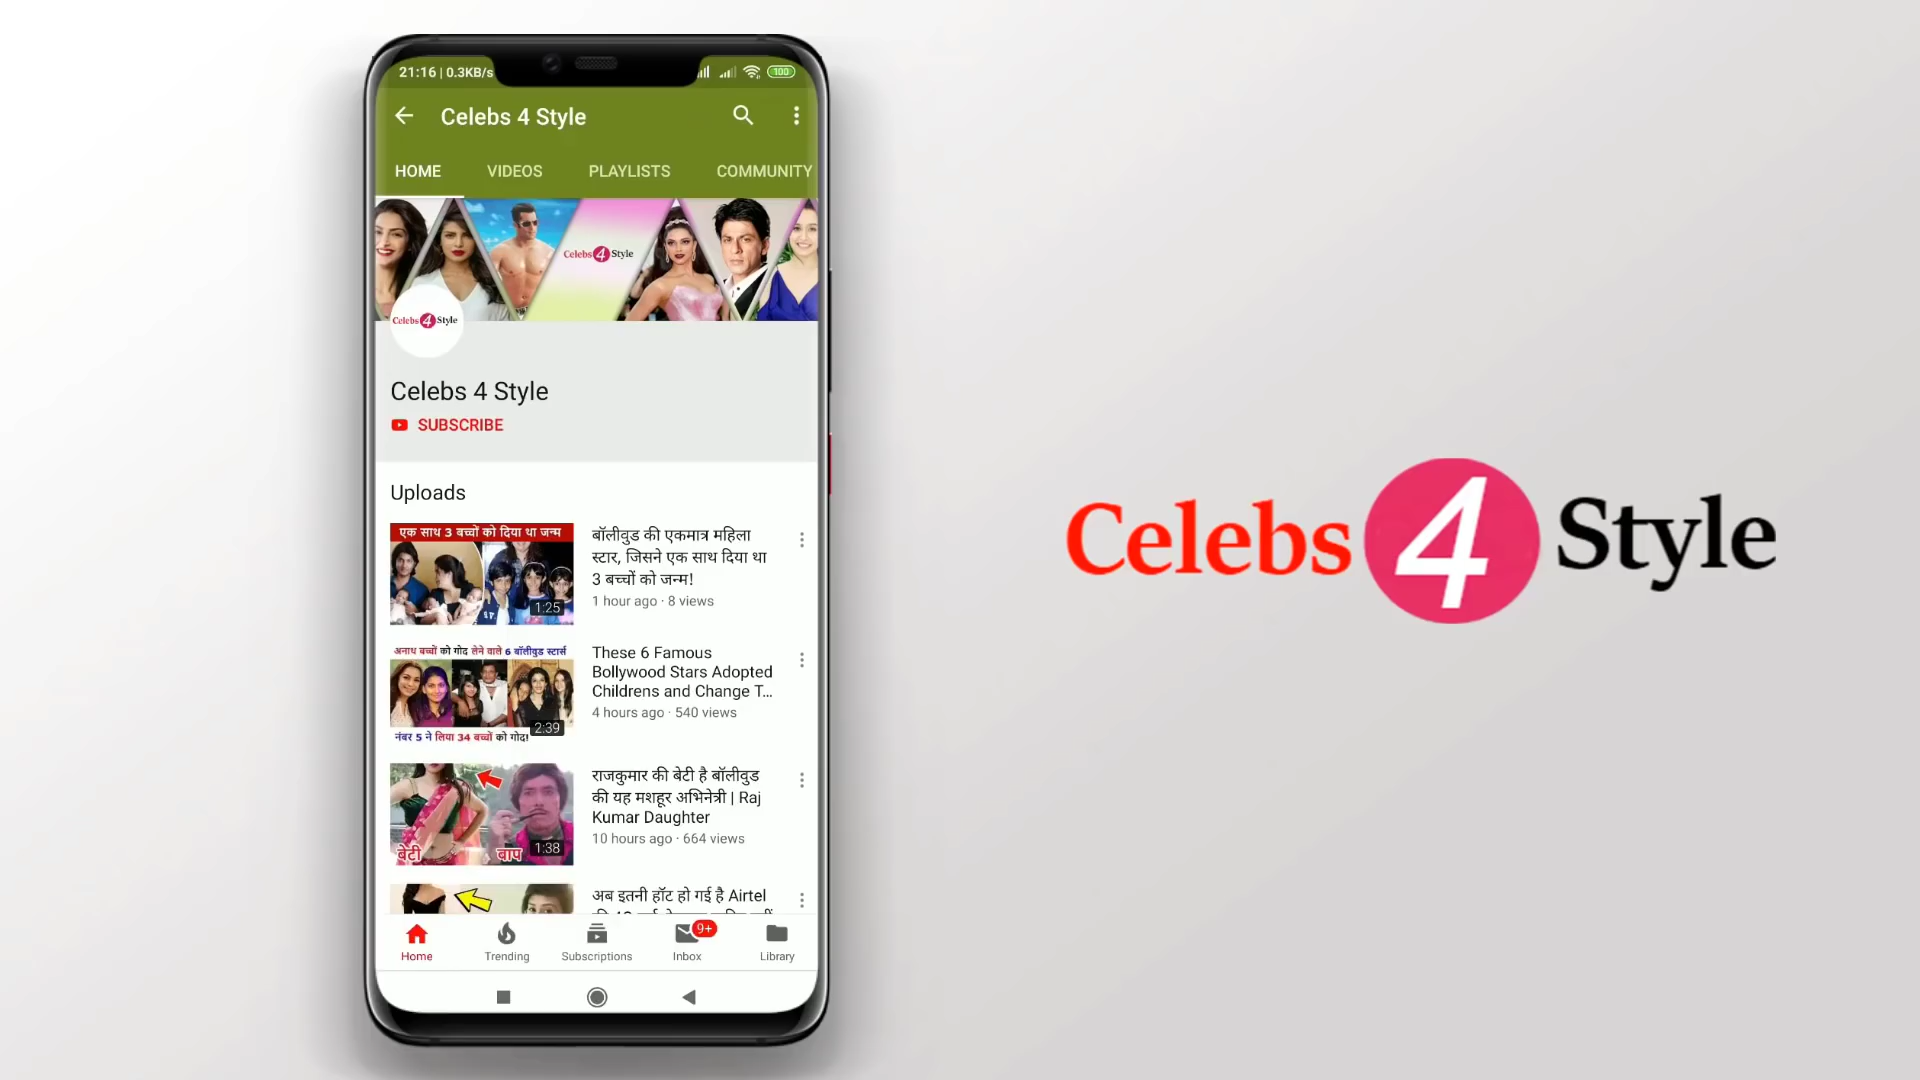 21:16 | 0.3KB/s
100
Celebs 4 Style
HOME VIDEOS PLAYLISTS COMMUNITY
Celebs 4 Style
Celebs 4 Style
Celebs 4 Style
SUBSCRIBE
Uploads
एक साथ 3 बच्चों को दिया था जन्म
1:25
बॉलीवुड की एकमात्र महिला
स्टार, जिसने एक साथ दिया था
3 बच्चों को जन्म!
1 hour ago · 8 views
अनाथ बच्चों को गोद लेने वाले 6 बॉलीवुड स्टार्स
2:39
नंबर 5 ने लिया 34 बच्चों को गोद!
These 6 Famous
Bollywood Stars Adopted
Childrens and Change T...
4 hours ago · 540 views
बेटी
बाप
1:38
राजकुमार की बेटी है बॉलीवुड
की यह मशहूर अभिनेत्री | Raj
Kumar Daughter
10 hours ago · 664 views
अब इतनी हॉट हो गई है Airtel
9+
Home Trending Subscriptions Inbox Library
Celebs 4 Style